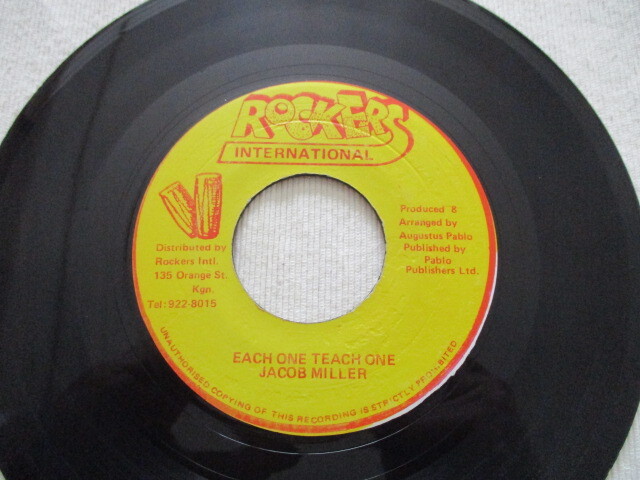 ROCKERS
INTERNATIONAL
Distributed by
Rockers Intl.
135 Orange St.
Kgn.
Tel:922-8015
Produced &
Arranged by
Augustus Pablo
Published by
Pablo
Publishers Ltd.
EACH ONE TEACH ONE
JACOB MILLER
UNAUTHORISED COPYING OF THIS RECORDING IS STRICTLY PROHIBITED